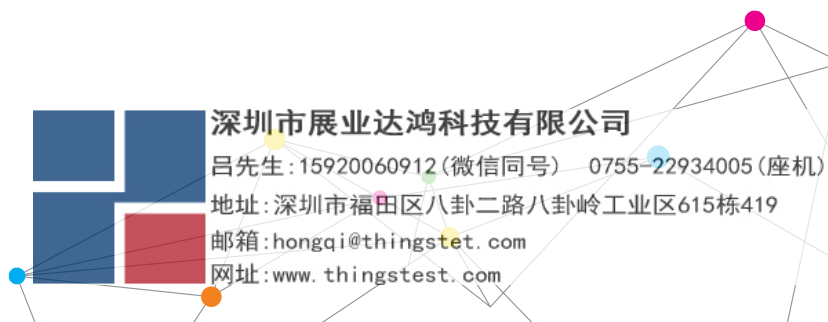 深圳市展业达鸿科技有限公司
吕先生:15920060912(微信同号) 0755-22934005(座机)
地址:深圳市福田区八卦二路八卦岭工业区615栋419
邮箱:hongqi@thingstet.com
网址:www.thingstest.com